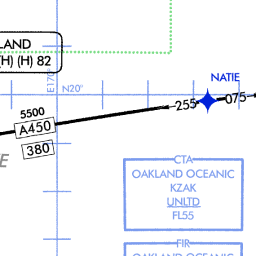 LAND
(H) (H) 82
E170°
N20°
NATIE
255
075
5500
A450
380
E
CTA
OAKLAND OCEANIC
KZAK
UNLTD
FL55
FIR
OAKLAND OCEANIC